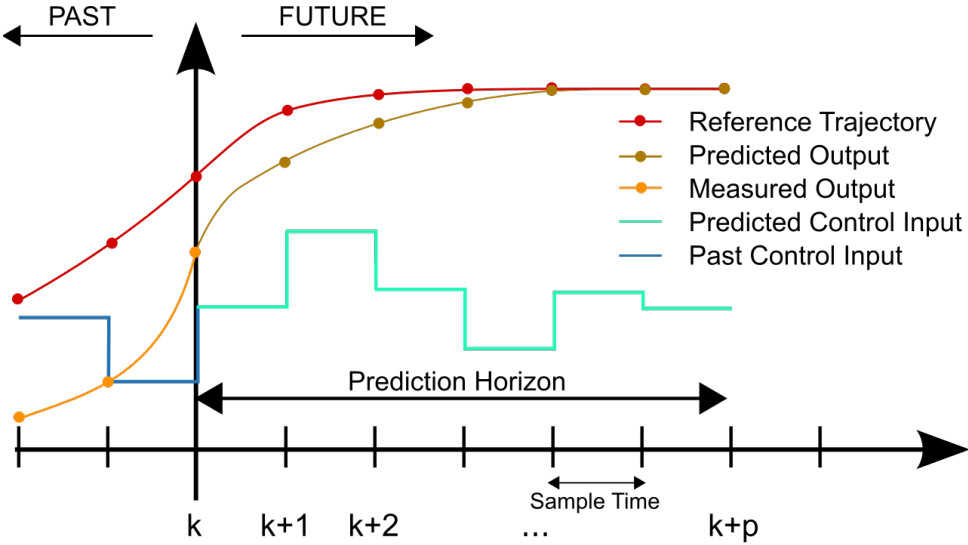 PAST
FUTURE
Reference Trajectory
Predicted Output
Measured Output
Predicted Control Input
Past Control Input
Prediction Horizon
Sample Time
k
k+1
k+2
...
k+p